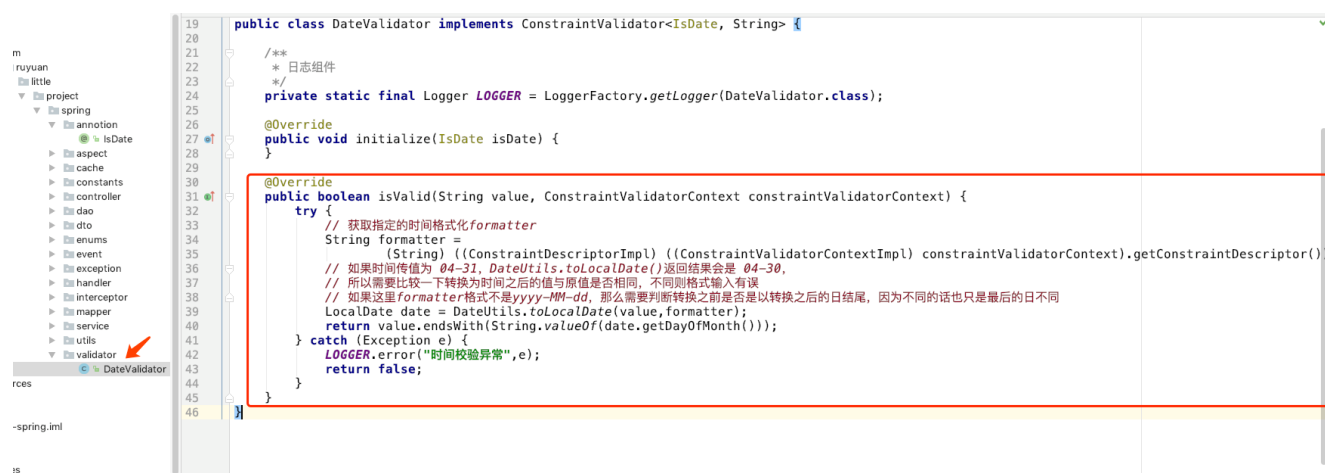 m
ruyuan
little
project
spring
annotion
IsDate
aspect
cache
constants
controller
dao
dto
enums
event
exception
handler
interceptor
mapper
service
utils
validator
DateValidator
rces
-spring.iml
es
19 public class DateValidator implements ConstraintValidator<IsDate, String> {
20
21 /**
22 * 日志组件
23 */
24 private static final Logger LOGGER = LoggerFactory.getLogger(DateValidator.class);
25
26 @Override
27 public void initialize(IsDate isDate) {
28 }
29
30 @Override
31 public boolean isValid(String value, ConstraintValidatorContext constraintValidatorContext) {
32 try {
33 // 获取指定的时间格式化formatter
34 String formatter =
35 (String) ((ConstraintDescriptorImpl) ((ConstraintValidatorContextImpl) constraintValidatorContext).getConstraintDescriptor()
36 // 如果时间传值为 04-31, DateUtils.toLocalDate()返回结果会是 04-30,
37 // 所以需要比较一下转换为时间之后的值与原值是否相同, 不同则格式输入有误
38 // 如果这里formatter格式不是yyyy-MM-dd, 那么需要判断转换之前是否是以转换之后的日结尾, 因为不同的话也只是最后的日不同
39 LocalDate date = DateUtils.toLocalDate(value,formatter);
40 return value.endsWith(String.valueOf(date.getDayOfMonth()));
41 } catch (Exception e) {
42 LOGGER.error("时间校验异常",e);
43 return false;
44 }
45 }
46 }